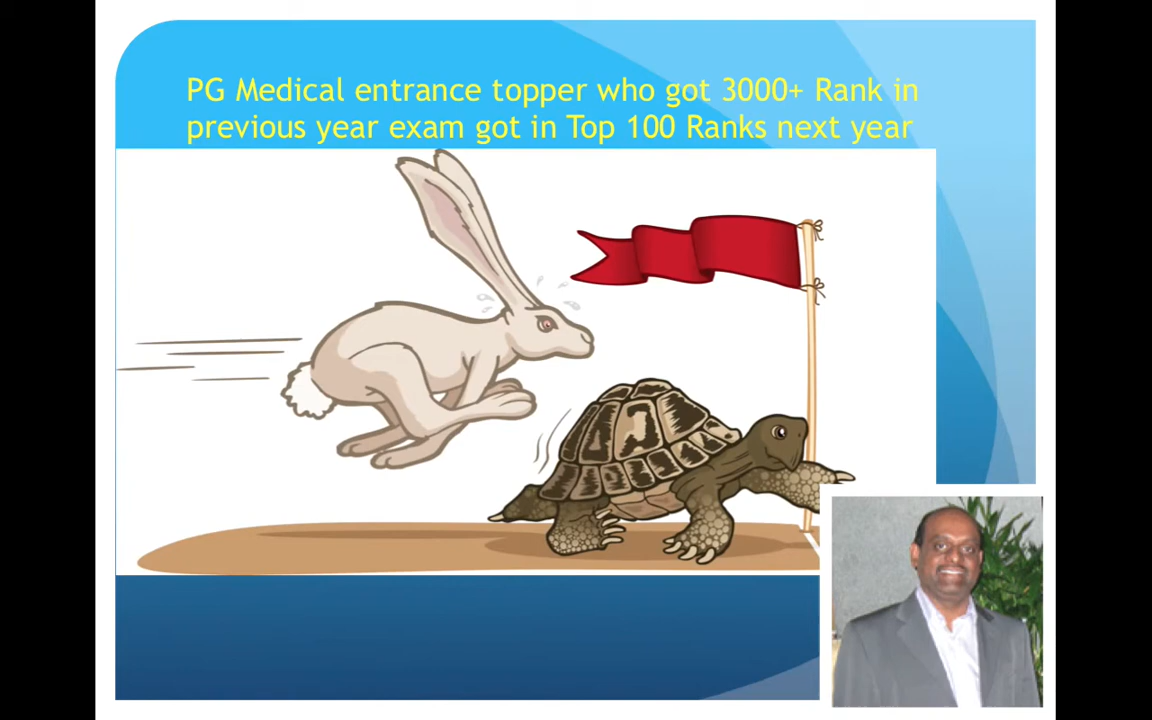 PG Medical entrance topper who got 3000+ Rank in
previous year exam got in Top 100 Ranks next year